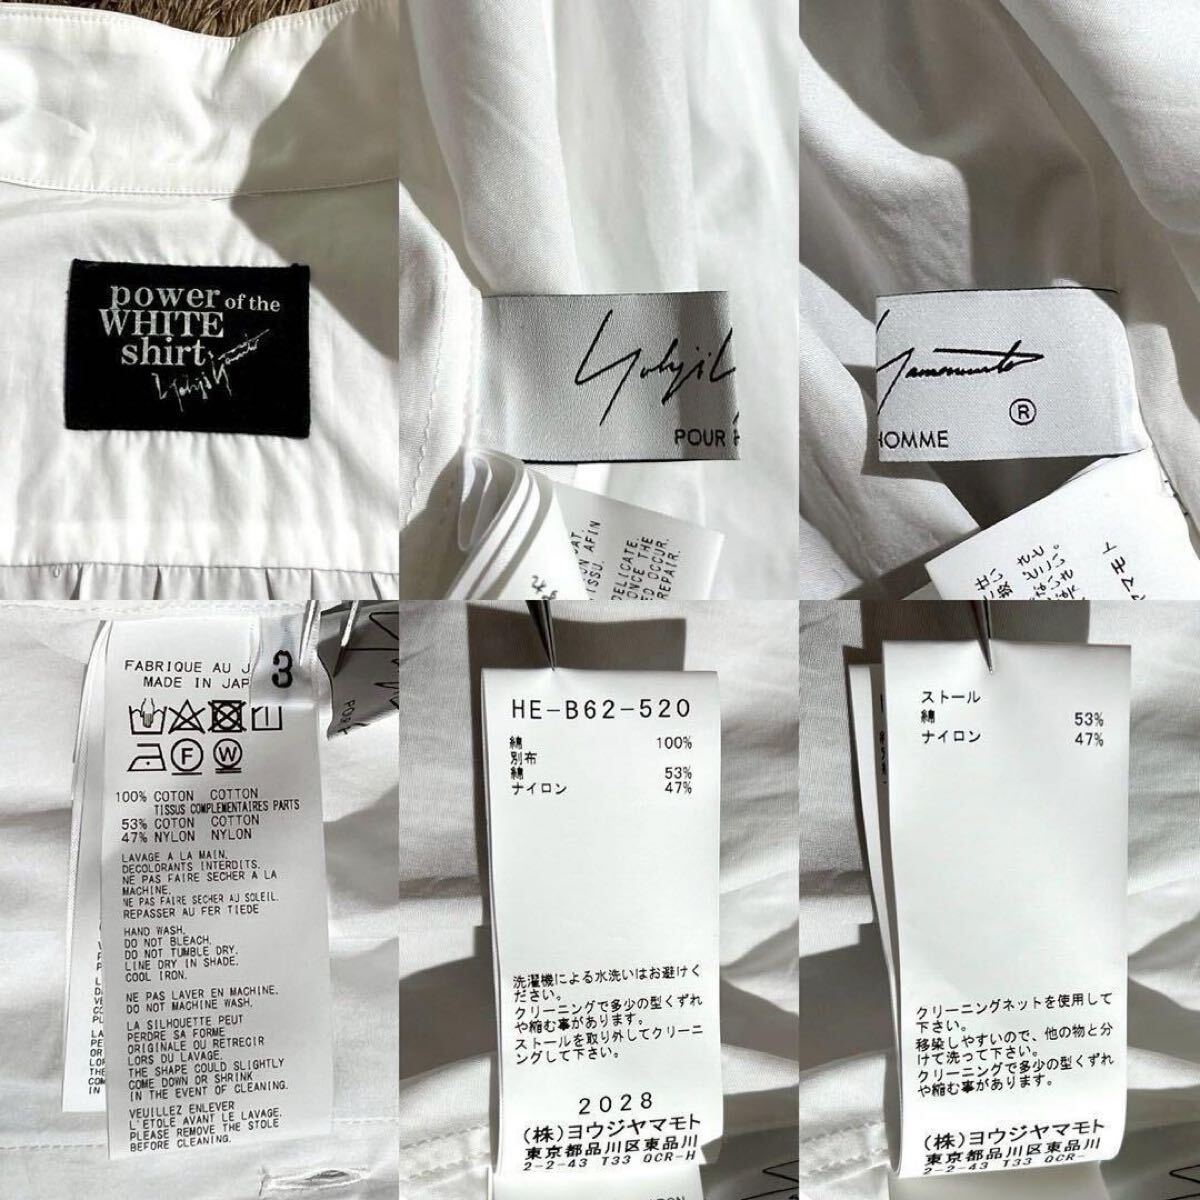 power of the
WHITE
shirt.
Yohji Yamamoto
Yohji Y
POUR H
Yamamoto
®
HOMME
TISSU. AFIN
DELICATE
ONCE THE
ED OCCUR.
REPAIR.
FABRIQUE AU J
MADE IN JAP
3
F
W
100% COTON COTTON
TISSUS COMPLEMENTAIRES PARTS
53% COTON COTTON
47% NYLON NYLON
LAVAGE A LA MAIN.
DECOLORANTS INTERDITS.
NE PAS FAIRE SECHER A LA
MACHINE.
NE PAS FAIRE SECHER AU SOLEIL.
REPASSER AU FER TIEDE
HAND WASH.
DO NOT BLEACH.
DO NOT TUMBLE DRY.
LINE DRY IN SHADE.
COOL IRON.
NE PAS LAVER EN MACHINE.
DO NOT MACHINE WASH.
LA SILHOUETTE PEUT
PERDRE SA FORME
ORIGINALE OU RETRECIR
LORS DU LAVAGE.
THE SHAPE COULD SLIGHTLY
COME DOWN OR SHRINK
IN THE EVENT OF CLEANING.
VEUILLEZ ENLEVER
L'ETOLE AVANT LE LAVAGE.
PLEASE REMOVE THE STOLE
BEFORE CLEANING.
HE-B62-520
綿 100%
別布
綿 53%
ナイロン 47%
洗濯機による水洗いはお避けく
ださい。
クリーニングで多少の型くずれ
や縮む事があります。
ストールを取り外してクリーニ
ングして下さい。
2028
(株)ヨウジヤマモト
東京都品川区東品川
2-2-43 T33 QCR-H
ストール
綿 53%
ナイロン 47%
クリーニングネットを使用して
下さい。
移染しやすいので、他の物と分
けて洗って下さい。
クリーニングで多少の型くずれ
や縮む事があります。
(株)ヨウジヤマモト
東京都品川区東品川
2-2-43 T33 QCR-